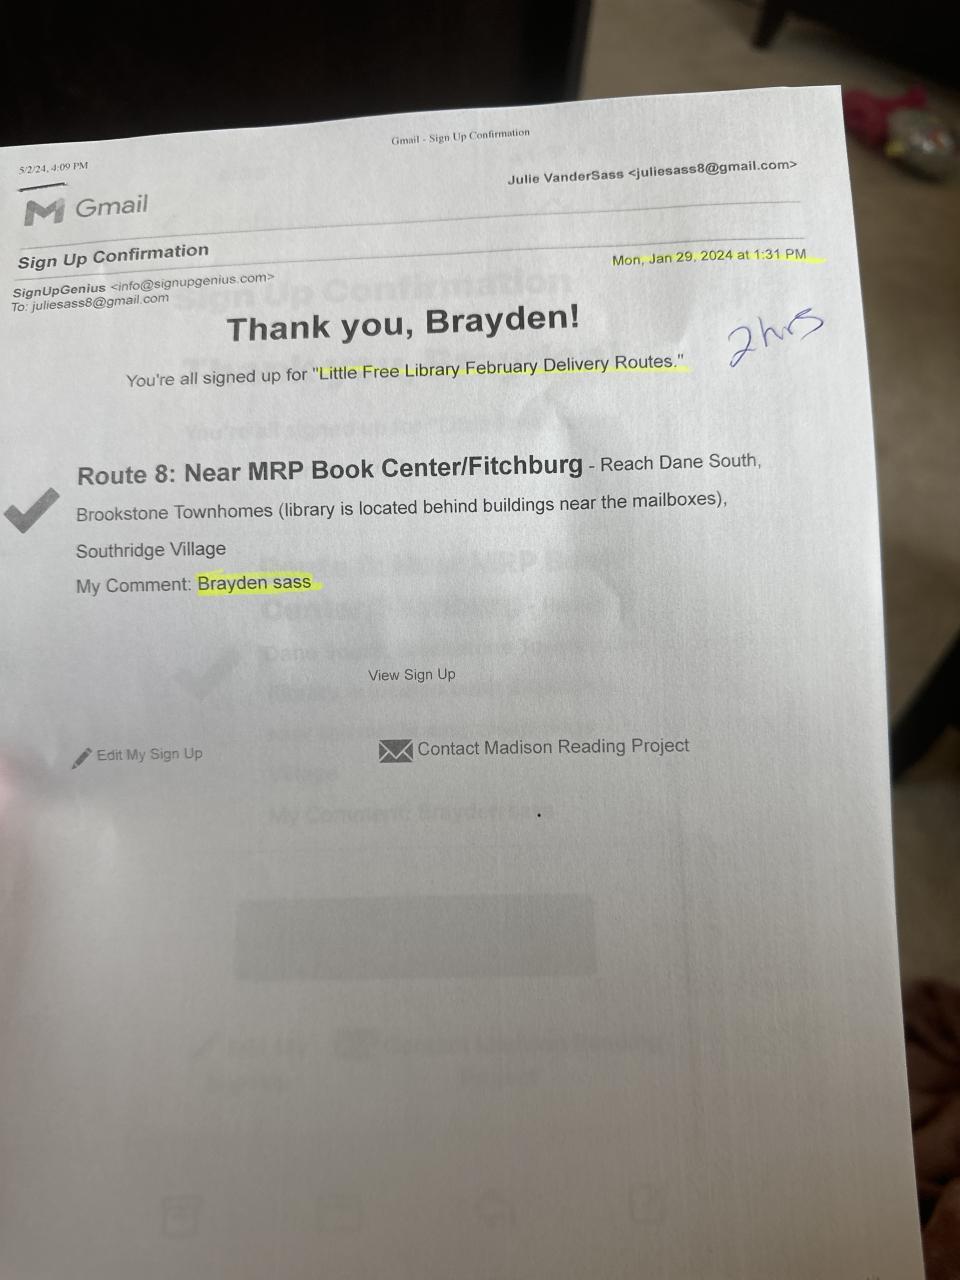 5/2/24, 4:09 PM
Gmail - Sign Up Confirmation
Gmail
Julie VanderSass <juliesass8@gmail.com>
Sign Up Confirmation
SignUpGenius <info@signupgenius.com>
Mon, Jan 29, 2024 at 1:31 PM
To: juliesass8@gmail.com
Thank you, Brayden!
2 hrs
You're all signed up for "Little Free Library February Delivery Routes."
Route 8: Near MRP Book Center/Fitchburg - Reach Dane South,
Brookstone Townhomes (library is located behind buildings near the mailboxes),
Southridge Village
My Comment: Brayden sass
View Sign Up
Edit My Sign Up
Contact Madison Reading Project